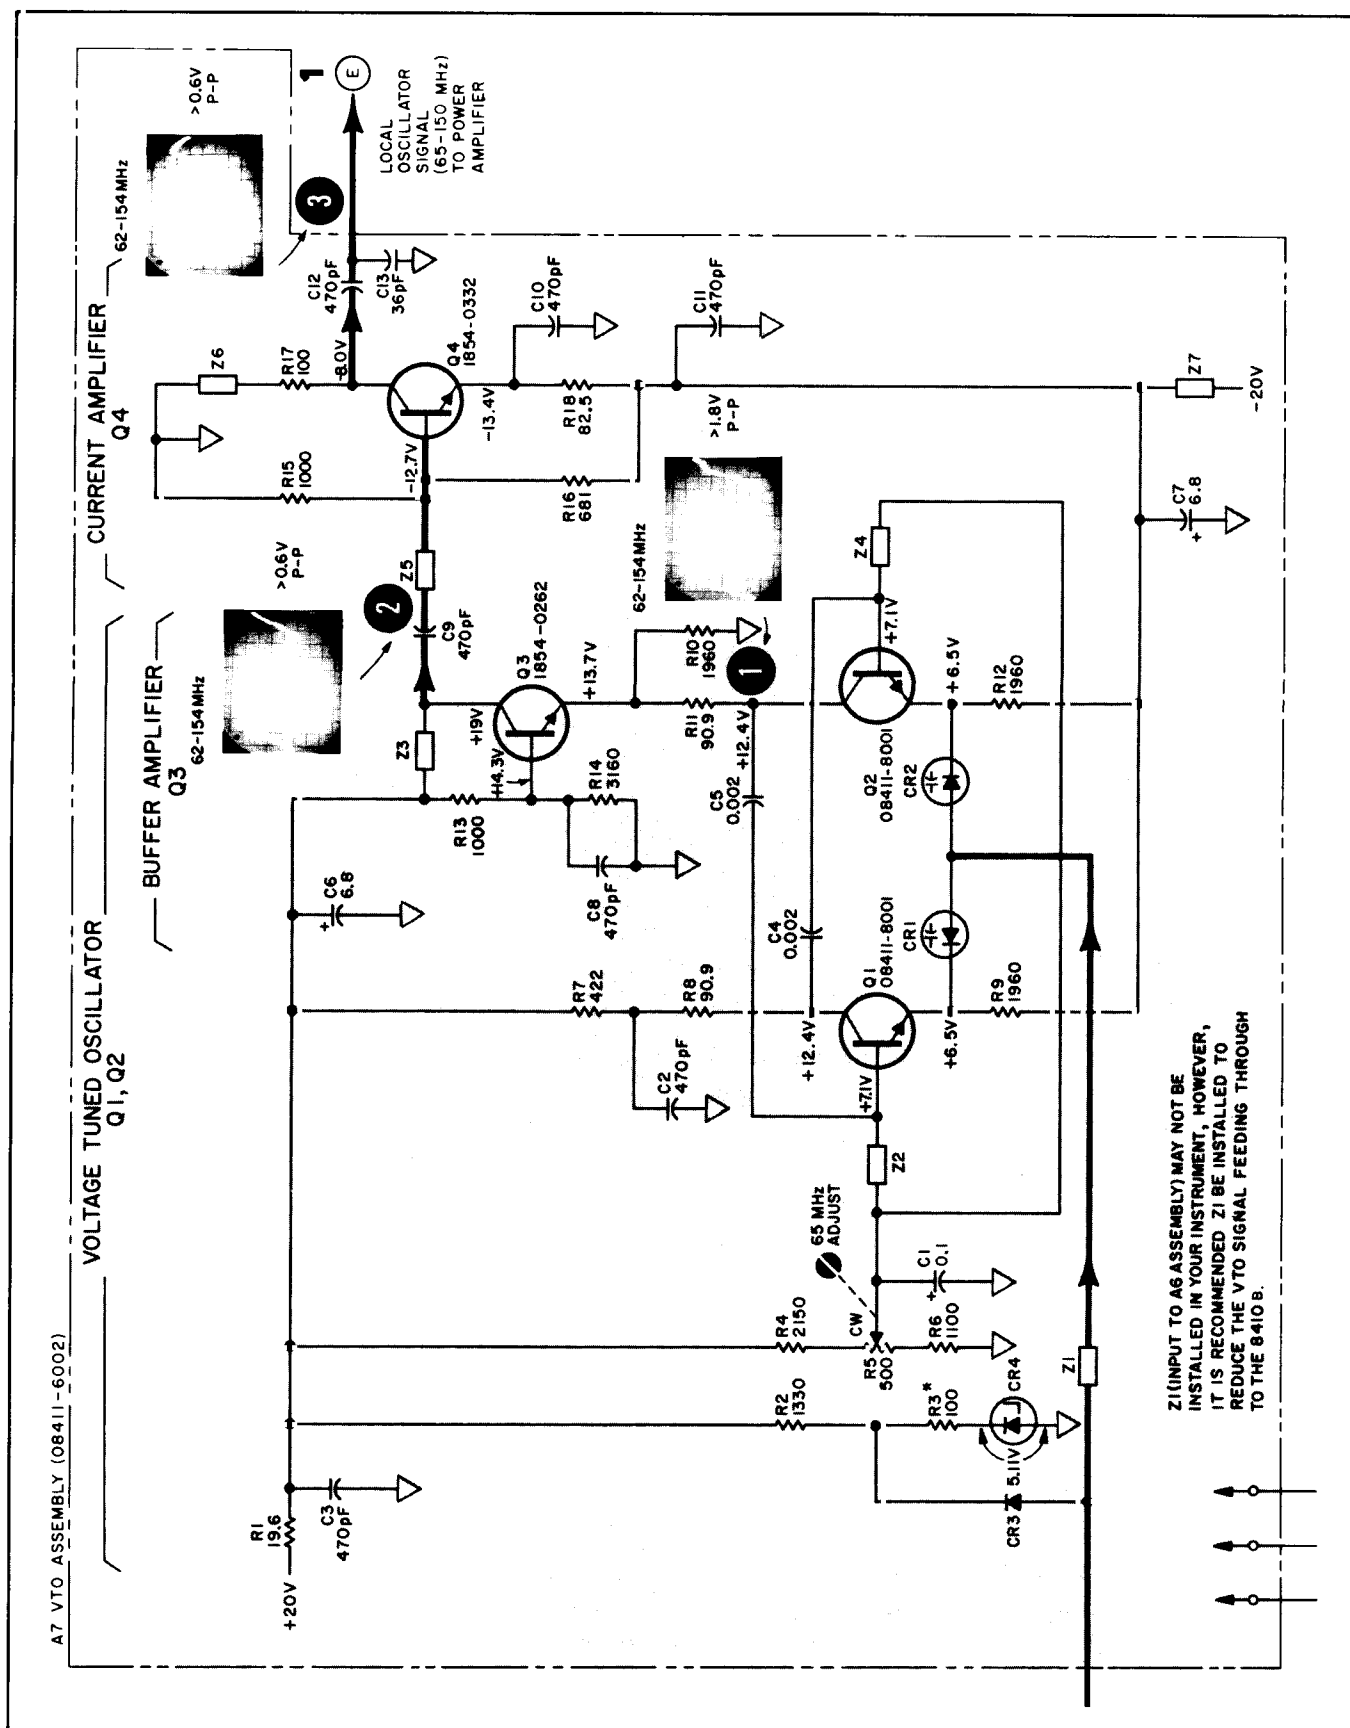 A7 VTO ASSEMBLY (08411-6002)
VOLTAGE TUNED OSCILLATOR
Q1, Q2
BUFFER AMPLIFIER
Q3
CURRENT AMPLIFIER
Q4
62-154MHz
>0.6V
P-P
62-154MHz
>0.6V
P-P
1
E
LOCAL
OSCILLATOR
SIGNAL
(65-150 MHz)
TO POWER
AMPLIFIER
3
2
+20V
R1
19.6
C3
470pF
C6
6.8
+
R13
1000
Z3
+19V
+14.3V
Q3
1854-0262
+13.7V
R14
3160
C8
470pF
C9
470pF
Z5
R15
1000
Z6
R17
100
-8.0V
C12
470pF
C13
36pF
-12.7V
Q4
1854-0332
-13.4V
C10
470pF
R16
681
R18
82.5
C11
470pF
62-154MHz
>1.8V
P-P
R7
422
R8
90.9
C2
470pF
R10
1960
R11
90.9
1
+12.4V
C5
0.002
C4
0.002
+12.4V
Q1
08411-8001
+7.1V
+6.5V
Q2
08411-8001
+7.1V
+6.5V
Z4
Z2
CR1
CR2
R9
1960
R12
1960
65 MHz
ADJUST
R2
1330
R4
2150
CW
R5
500
R6
1100
C1
0.1
+
R3*
100
CR4
5.11V
CR3
Z1
C7
6.8
+
Z7
-20V
Z1 (INPUT TO A6 ASSEMBLY) MAY NOT BE
INSTALLED IN YOUR INSTRUMENT, HOWEVER,
IT IS RECOMMENDED Z1 BE INSTALLED TO
REDUCE THE VTO SIGNAL FEEDING THROUGH
TO THE 8410B.